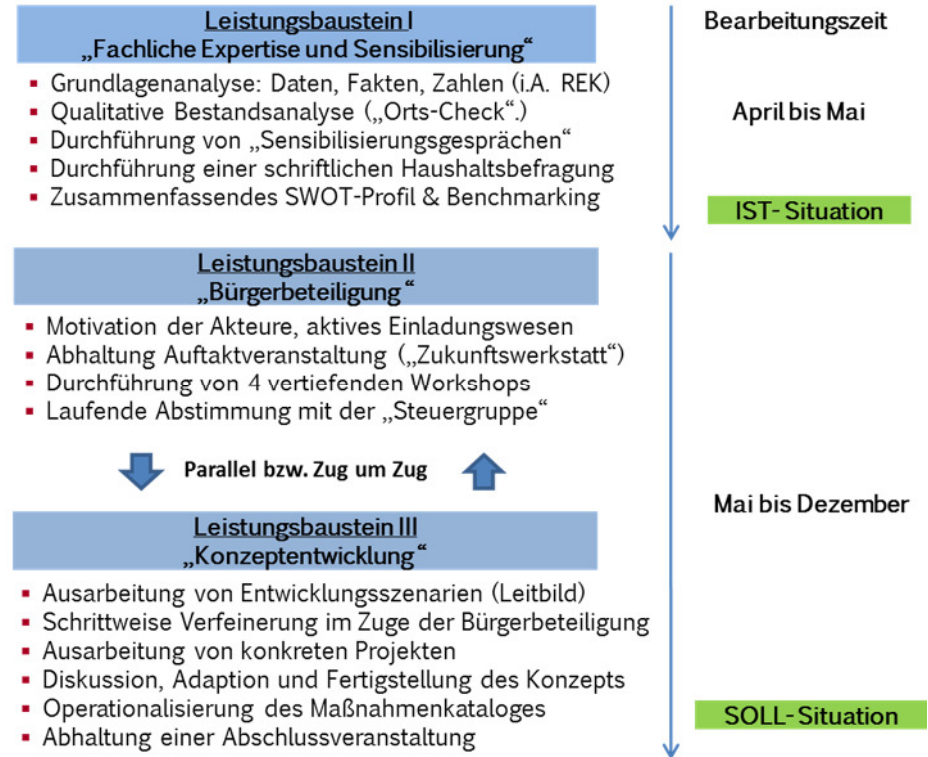 Leistungsbaustein I
„Fachliche Expertise und Sensibilisierung“
▪ Grundlagenanalyse: Daten, Fakten, Zahlen (i.A. REK)
▪ Qualitative Bestandsanalyse („Orts-Check“.)
▪ Durchführung von „Sensibilisierungsgesprächen“
▪ Durchführung einer schriftlichen Haushaltsbefragung
▪ Zusammenfassendes SWOT-Profil & Benchmarking
Bearbeitungszeit
April bis Mai
IST- Situation
Leistungsbaustein II
„Bürgerbeteiligung “
▪ Motivation der Akteure, aktives Einladungswesen
▪ Abhaltung Auftaktveranstaltung („Zukunftswerkstatt“)
▪ Durchführung von 4 vertiefenden Workshops
▪ Laufende Abstimmung mit der „Steuergruppe“
Parallel bzw. Zug um Zug
Leistungsbaustein III
„Konzeptentwicklung “
▪ Ausarbeitung von Entwicklungsszenarien (Leitbild)
▪ Schrittweise Verfeinerung im Zuge der Bürgerbeteiligung
▪ Ausarbeitung von konkreten Projekten
▪ Diskussion, Adaption und Fertigstellung des Konzepts
▪ Operationalisierung des Maßnahmenkataloges
▪ Abhaltung einer Abschlussveranstaltung
Mai bis Dezember
SOLL- Situation